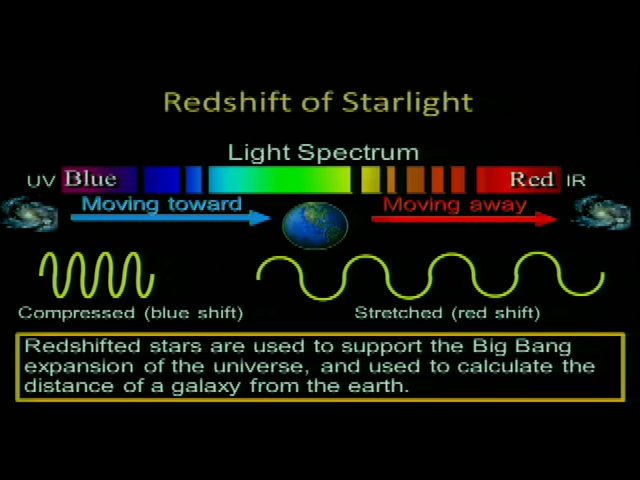 Redshift of Starlight
Light Spectrum
UV Blue Red IR
Moving toward Moving away
Compressed (blue shift) Stretched (red shift)
Redshifted stars are used to support the Big Bang
expansion of the universe, and used to calculate the
distance of a galaxy from the earth.